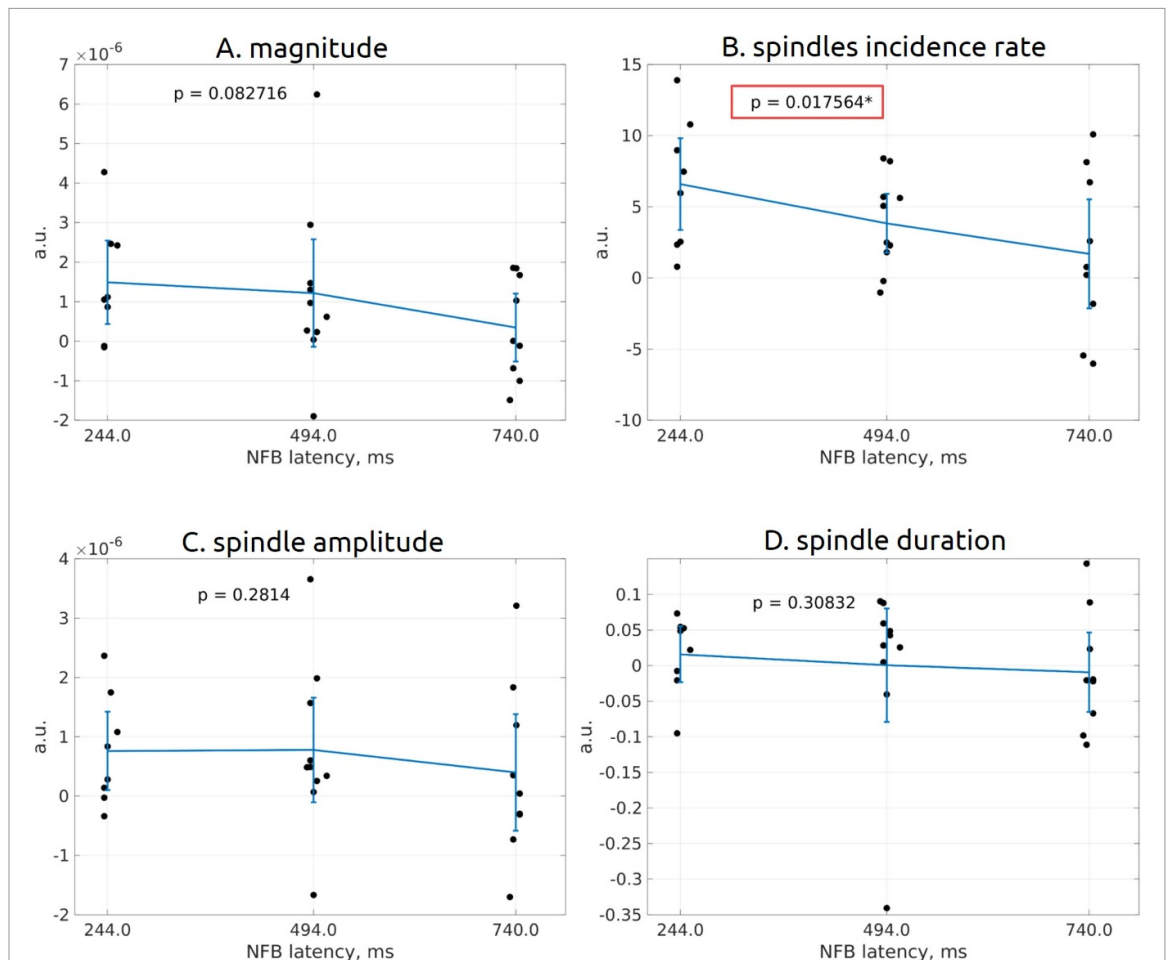 A. magnitude
×10⁻⁶
p = 0.082716
7
6
5
4
3
2
1
0
-1
-2
a.u.
244.0 494.0 740.0
NFB latency, ms
B. spindles incidence rate
p = 0.017564*
15
10
5
0
-5
-10
a.u.
244.0 494.0 740.0
NFB latency, ms
C. spindle amplitude
×10⁻⁶
p = 0.2814
4
3
2
1
0
-1
-2
a.u.
244.0 494.0 740.0
NFB latency, ms
D. spindle duration
p = 0.30832
0.1
0.05
0
-0.05
-0.1
-0.15
-0.2
-0.25
-0.3
-0.35
a.u.
244.0 494.0 740.0
NFB latency, ms